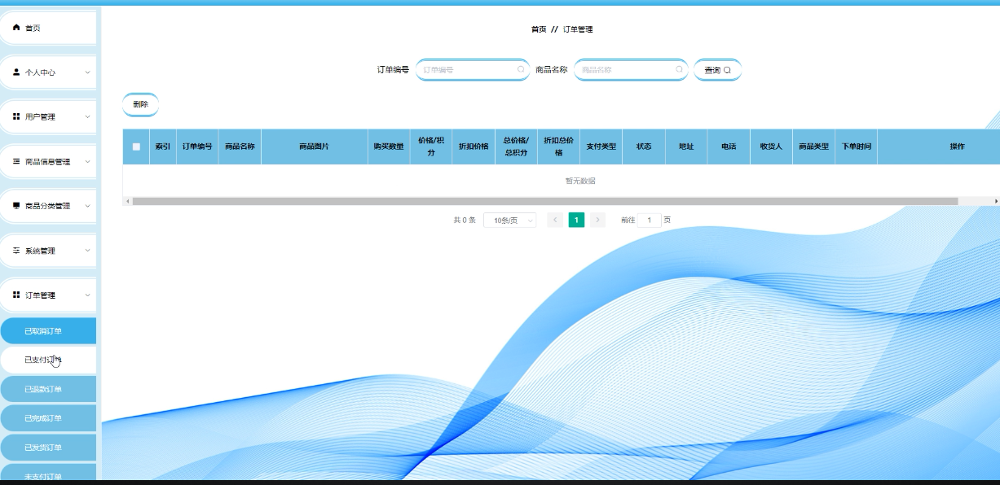 首页
个人中心
用户管理
商品信息管理
商品分类管理
系统管理
订单管理
已取消订单
已支付订单
已退款订单
已完成订单
已发货订单
未支付订单
首页 // 订单管理
订单编号 订单编号 商品名称 商品名称 查询
删除
索引 订单编号 商品名称 商品图片 购买数量 价格/积分 折扣价格 总价格/总积分 折扣总价格 支付类型 状态 地址 电话 收货人 商品类型 下单时间 操作
暂无数据
共 0 条 10条/页 1 前往 1 页